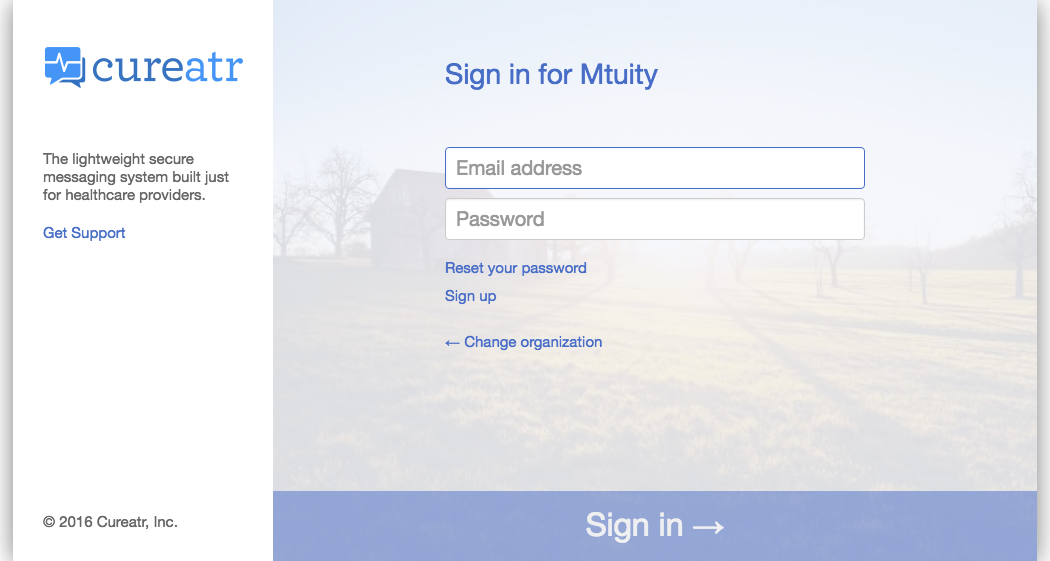 cureatr
The lightweight secure
messaging system built just
for healthcare providers.
Get Support
© 2016 Cureatr, Inc.
Sign in for Mtuity
Email address
Password
Reset your password
Sign up
← Change organization
Sign in →